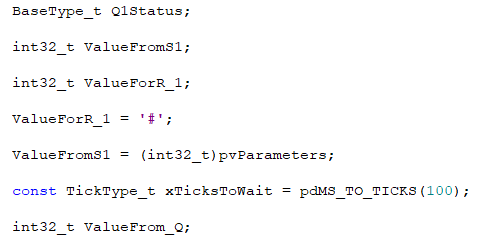 BaseType_t Q1Status;
int32_t ValueFromS1;
int32_t ValueForR_1;
ValueForR_1 = '#';
ValueFromS1 = (int32_t)pvParameters;
const TickType_t xTicksToWait = pdMS_TO_TICKS(100);
int32_t ValueFrom_Q;